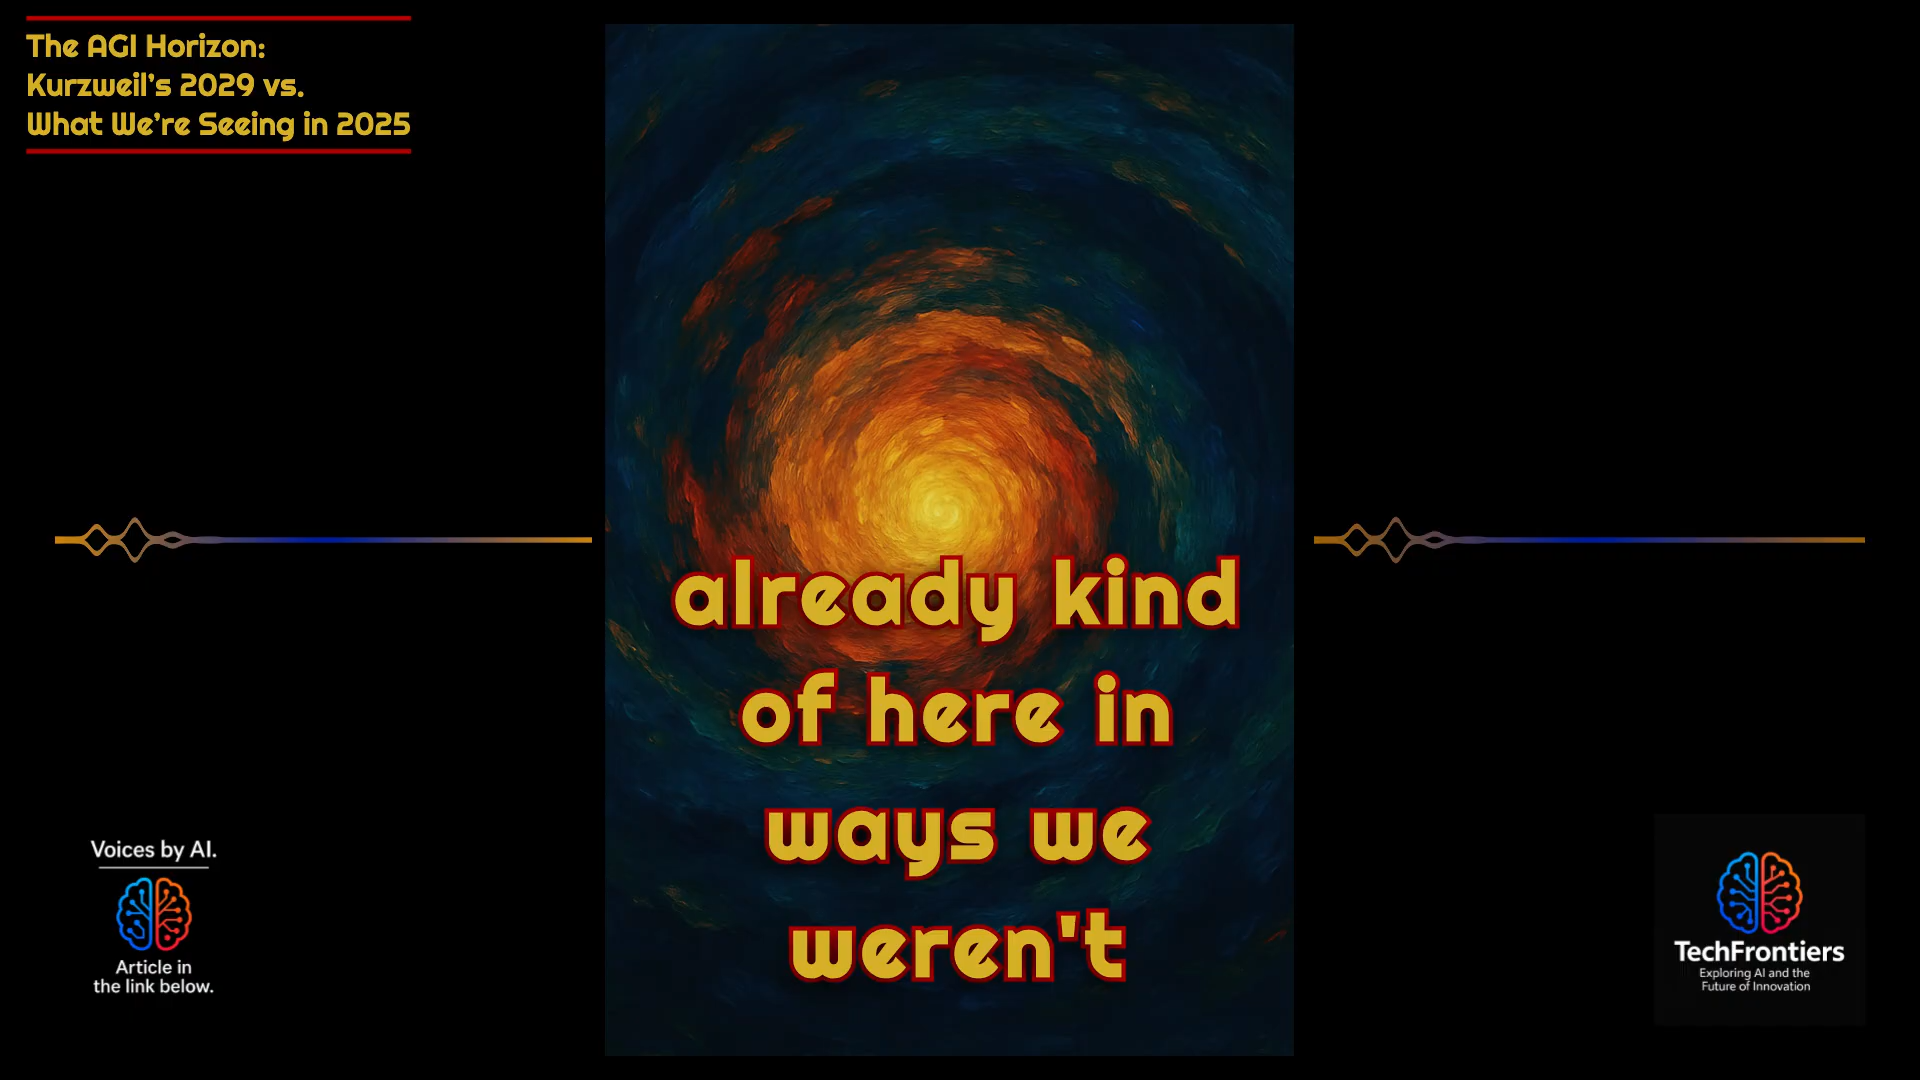 The AGI Horizon:
Kurzweil's 2029 vs.
What We're Seeing in 2025
already kind
of here in
ways we
weren't
Voices by AI.
Article in
the link below.
TechFrontiers
Exploring AI and the
Future of Innovation